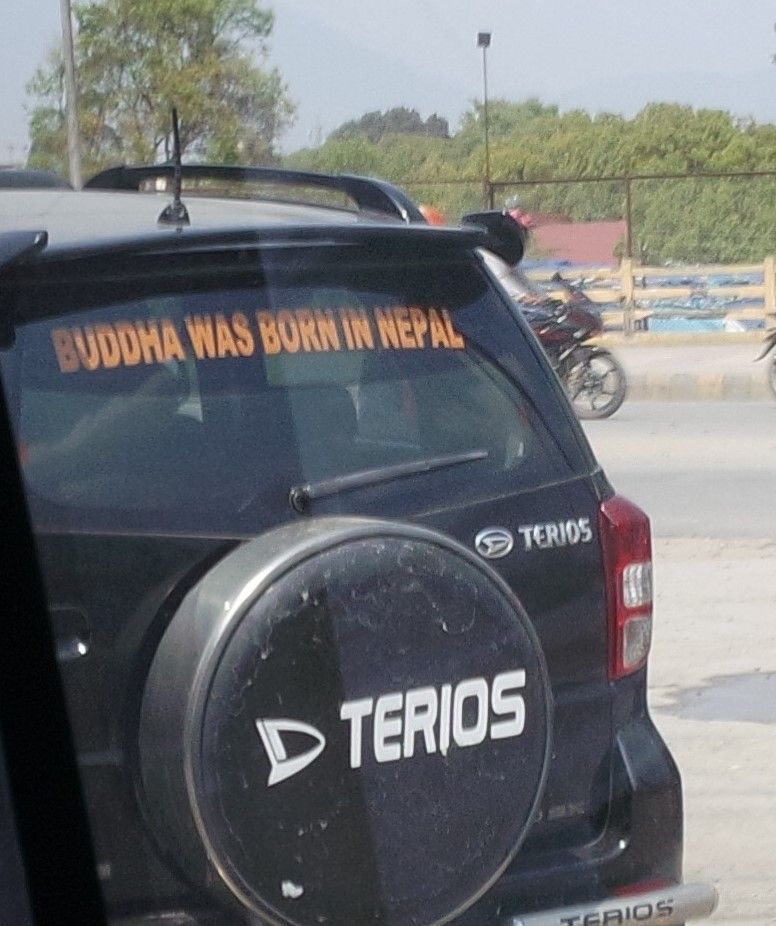 BUDDHA WAS BORN IN NEPAL
TERIOS
TERIOS
TERIOS